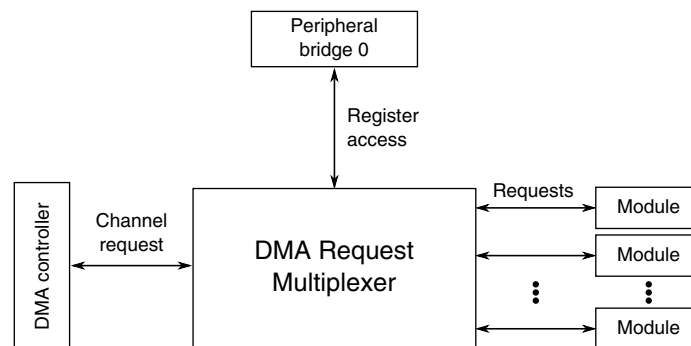 Peripheral
bridge 0
Register
access
Requests
Module
Channel
request
DMA controller
DMA Request
Multiplexer
Module
Module